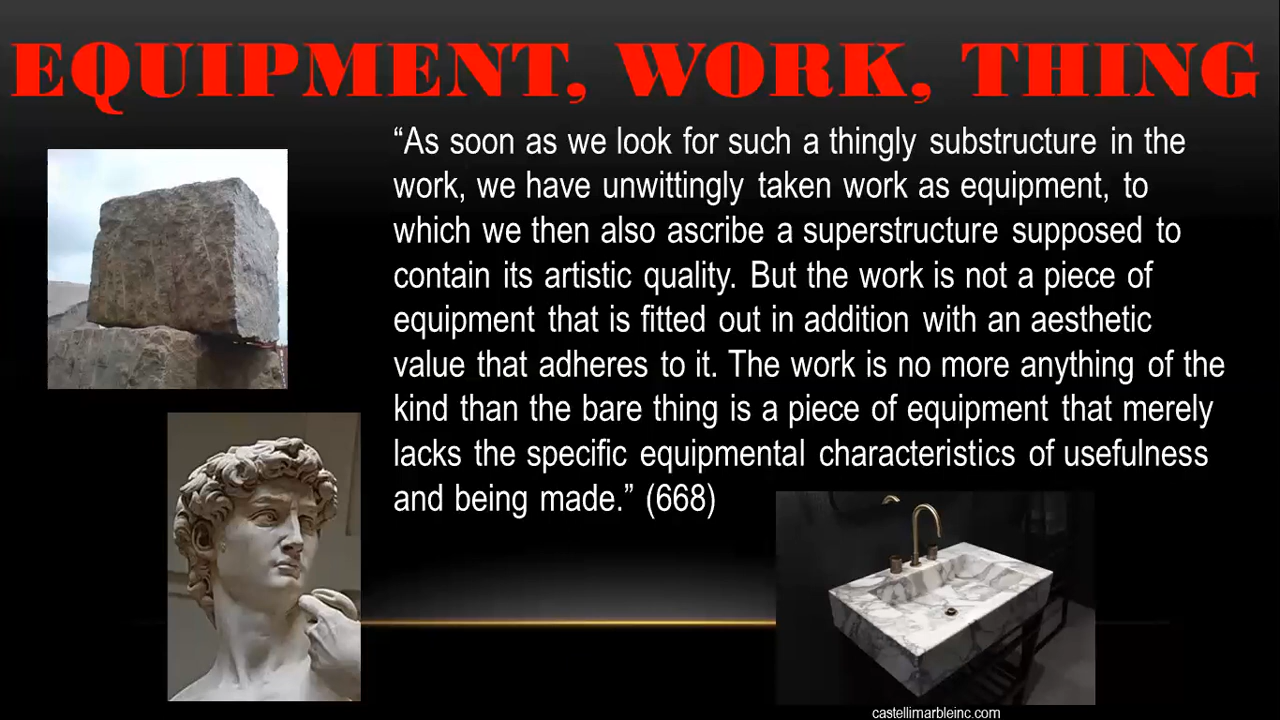 EQUIPMENT, WORK, THING
“As soon as we look for such a thingly substructure in the
work, we have unwittingly taken work as equipment, to
which we then also ascribe a superstructure supposed to
contain its artistic quality. But the work is not a piece of
equipment that is fitted out in addition with an aesthetic
value that adheres to it. The work is no more anything of the
kind than the bare thing is a piece of equipment that merely
lacks the specific equipmental characteristics of usefulness
and being made.” (668)
castellimarbleinc.com